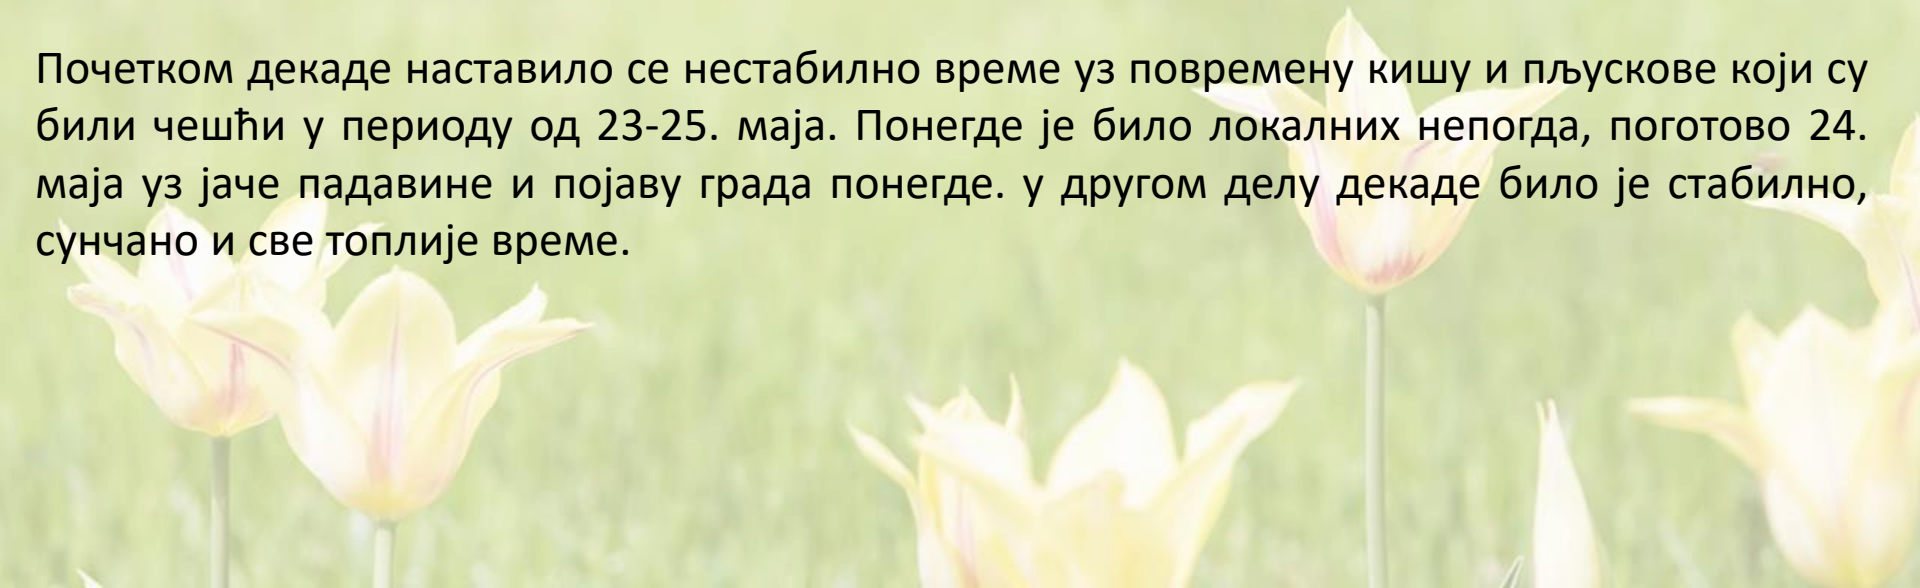 Почетком декаде наставило се нестабилно време уз повремену кишу и пљускове који су
били чешћи у периоду од 23-25. маја. Понегде је било локалних непогда, поготово 24.
маја уз јаче падавине и појаву града понегде. у другом делу декаде било је стабилно,
сунчано и све топлије време.